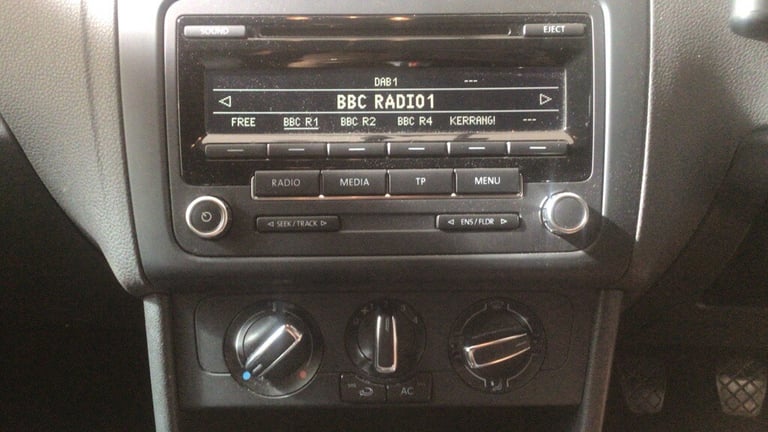 SOUND EJECT
DAB1 ---
BBC RADIO1
FREE BBC R1 BBC R2 BBC R4 KERRANG! ---
RADIO MEDIA TP MENU
SEEK / TRACK ENS / FLDR
AC